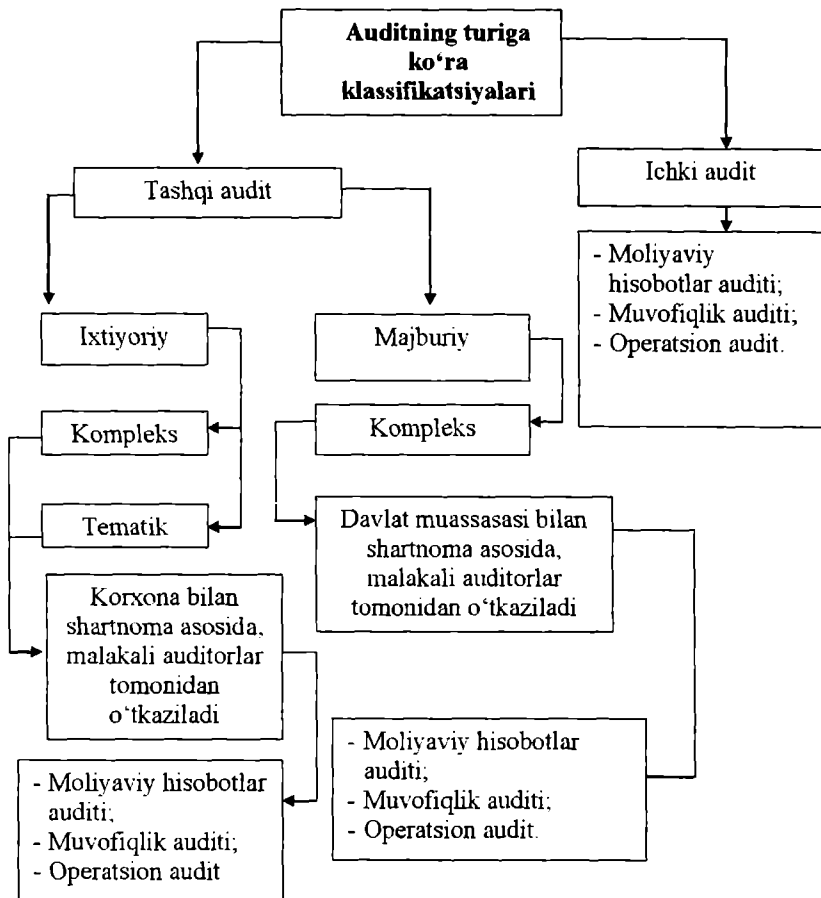 Auditning turiga
ko‘ra
klassifikatsiyalari
Tashqi audit
Ichki audit
- Moliyaviy
hisobotlar auditi;
- Muvofiqlik auditi;
- Operatsion audit.
Ixtiyoriy
Majburiy
Kompleks
Kompleks
Tematik
Davlat muassasasi bilan
shartnoma asosida,
malakali auditorlar
tomonidan o‘tkaziladi
Korxona bilan
shartnoma asosida,
malakali auditorlar
tomonidan
o‘tkaziladi
- Moliyaviy hisobotlar
auditi;
- Muvofiqlik auditi;
- Operatsion audit.
- Moliyaviy hisobotlar
auditi;
- Muvofiqlik auditi;
- Operatsion audit